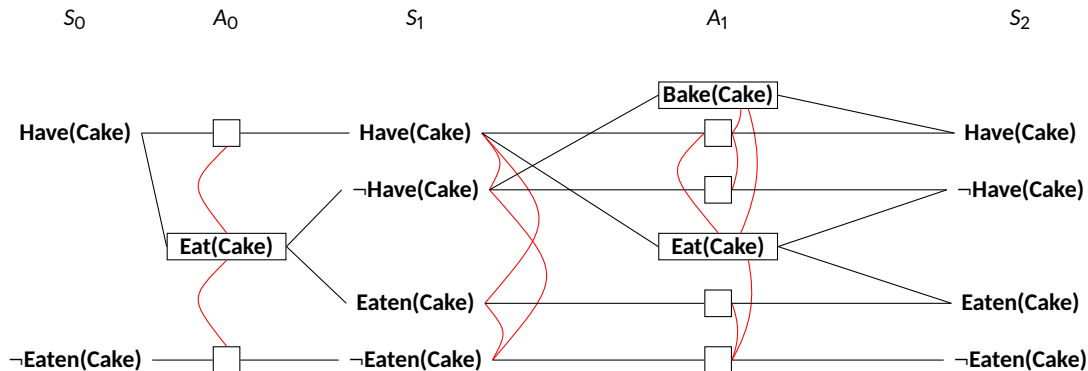 S0 A0 S1 A1 S2
Bake(Cake)
Have(Cake) Have(Cake) Have(Cake)
¬Have(Cake) ¬Have(Cake)
Eat(Cake) Eat(Cake)
Eaten(Cake) Eaten(Cake)
¬Eaten(Cake) ¬Eaten(Cake) ¬Eaten(Cake)